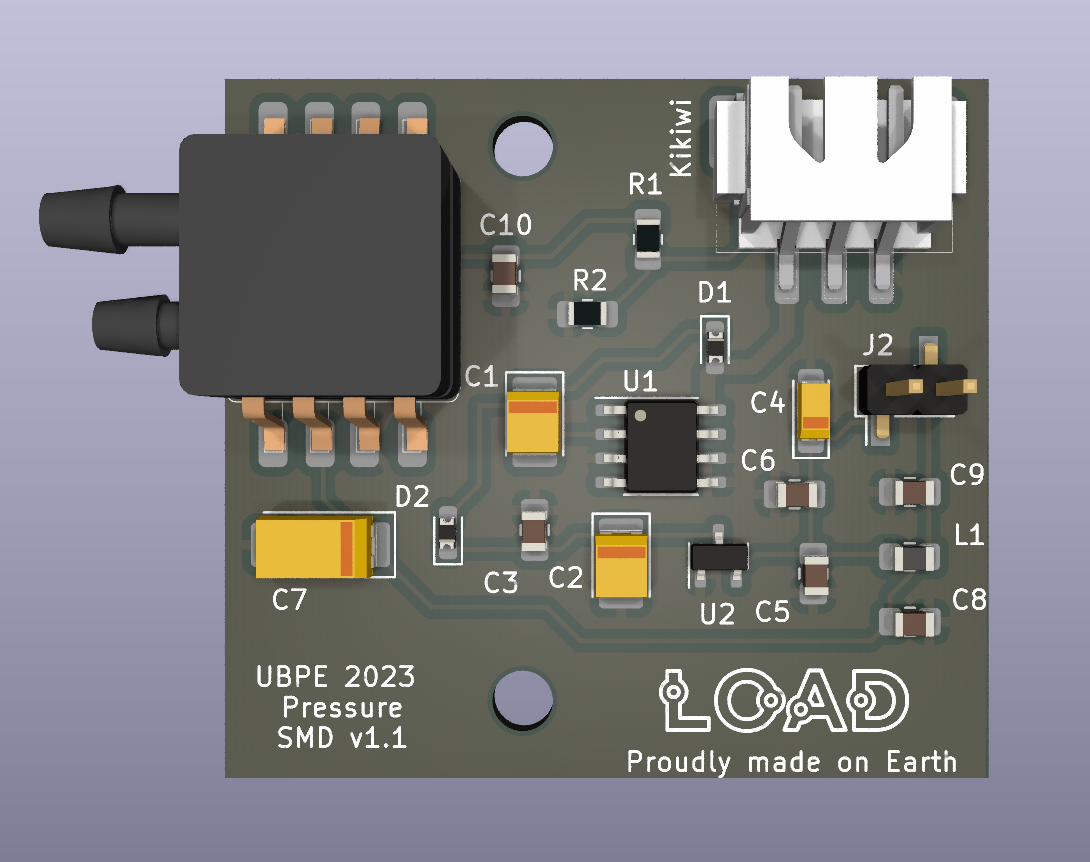 Kikiwi
R1
C10
R2
D1
J2
C1
U1
C4
C6
C9
D2
L1
C3
C2
C7
U2
C5
C8
UBPE 2023
Pressure
SMD v1.1
LOAD
Proudly made on Earth